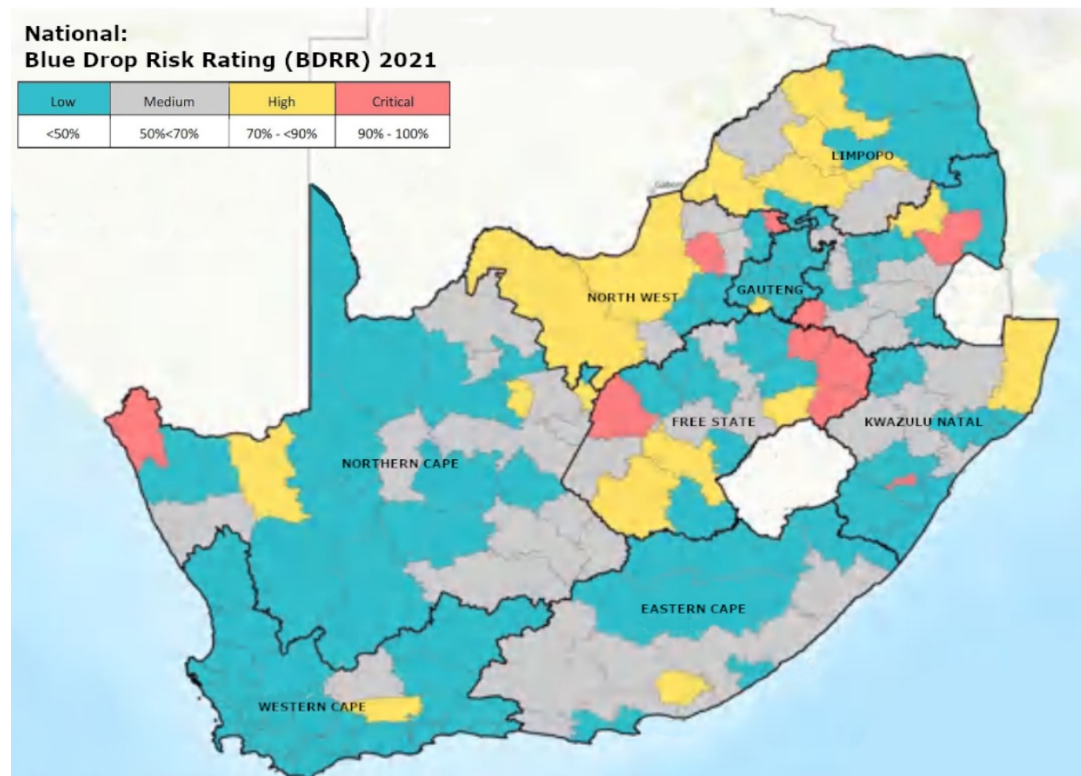 National:
Blue Drop Risk Rating (BDRR) 2021
Low Medium High Critical
<50% 50%<70% 70% - <90% 90% - 100%
LIMPOPO
NORTH WEST
GAUTENG
FREE STATE
KWAZULU NATAL
NORTHERN CAPE
EASTERN CAPE
WESTERN CAPE